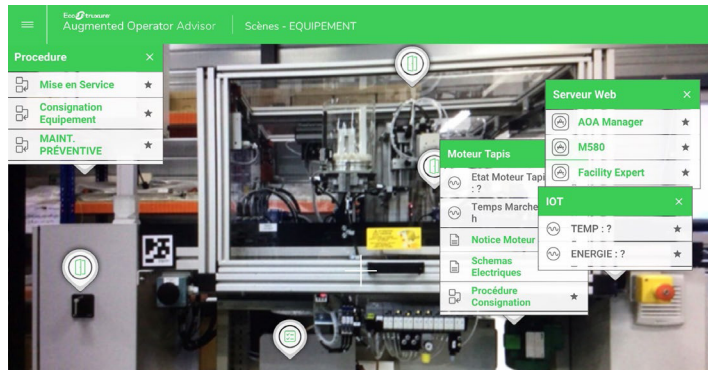 EcoStruxure
Augmented Operator Advisor
Scènes - EQUIPEMENT
Procedure
Mise en Service
Consignation
Equipement
MAINT.
PRÉVENTIVE
Moteur Tapis
Etat Moteur Tapi
: ?
Temps Marche
h
Notice Moteur
Schemas
Electriques
Procédure
Consignation
Serveur Web
AOA Manager
M580
Facility Expert
IOT
TEMP : ?
ENERGIE : ?